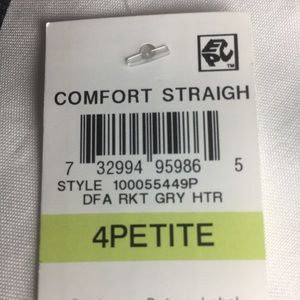 COMFORT STRAIGH
7 32994 95986 5
STYLE 100055449P
DFA RKT GRY HTR
4PETITE